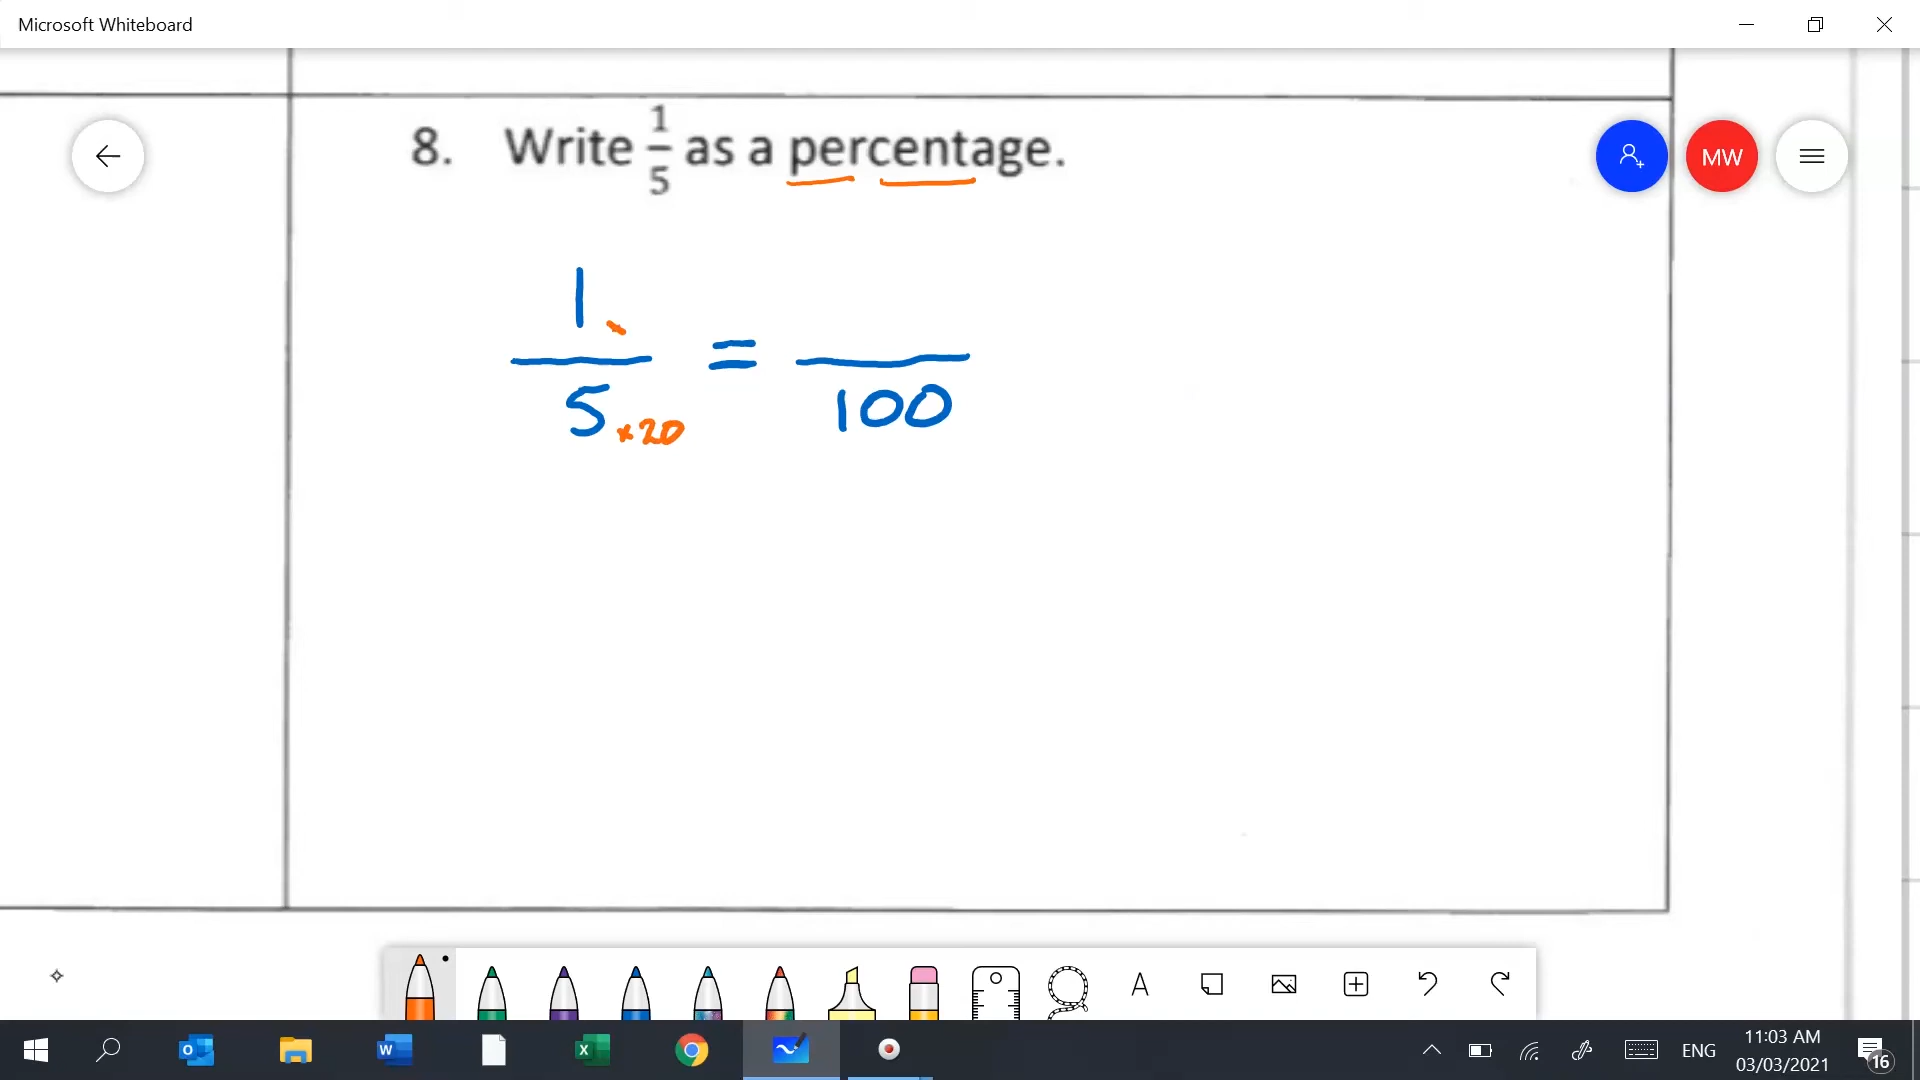 Microsoft Whiteboard
8. Write 1/5 as a percentage.
MW
1
5 ×20 = 100
A
ENG
11:03 AM
03/03/2021
16